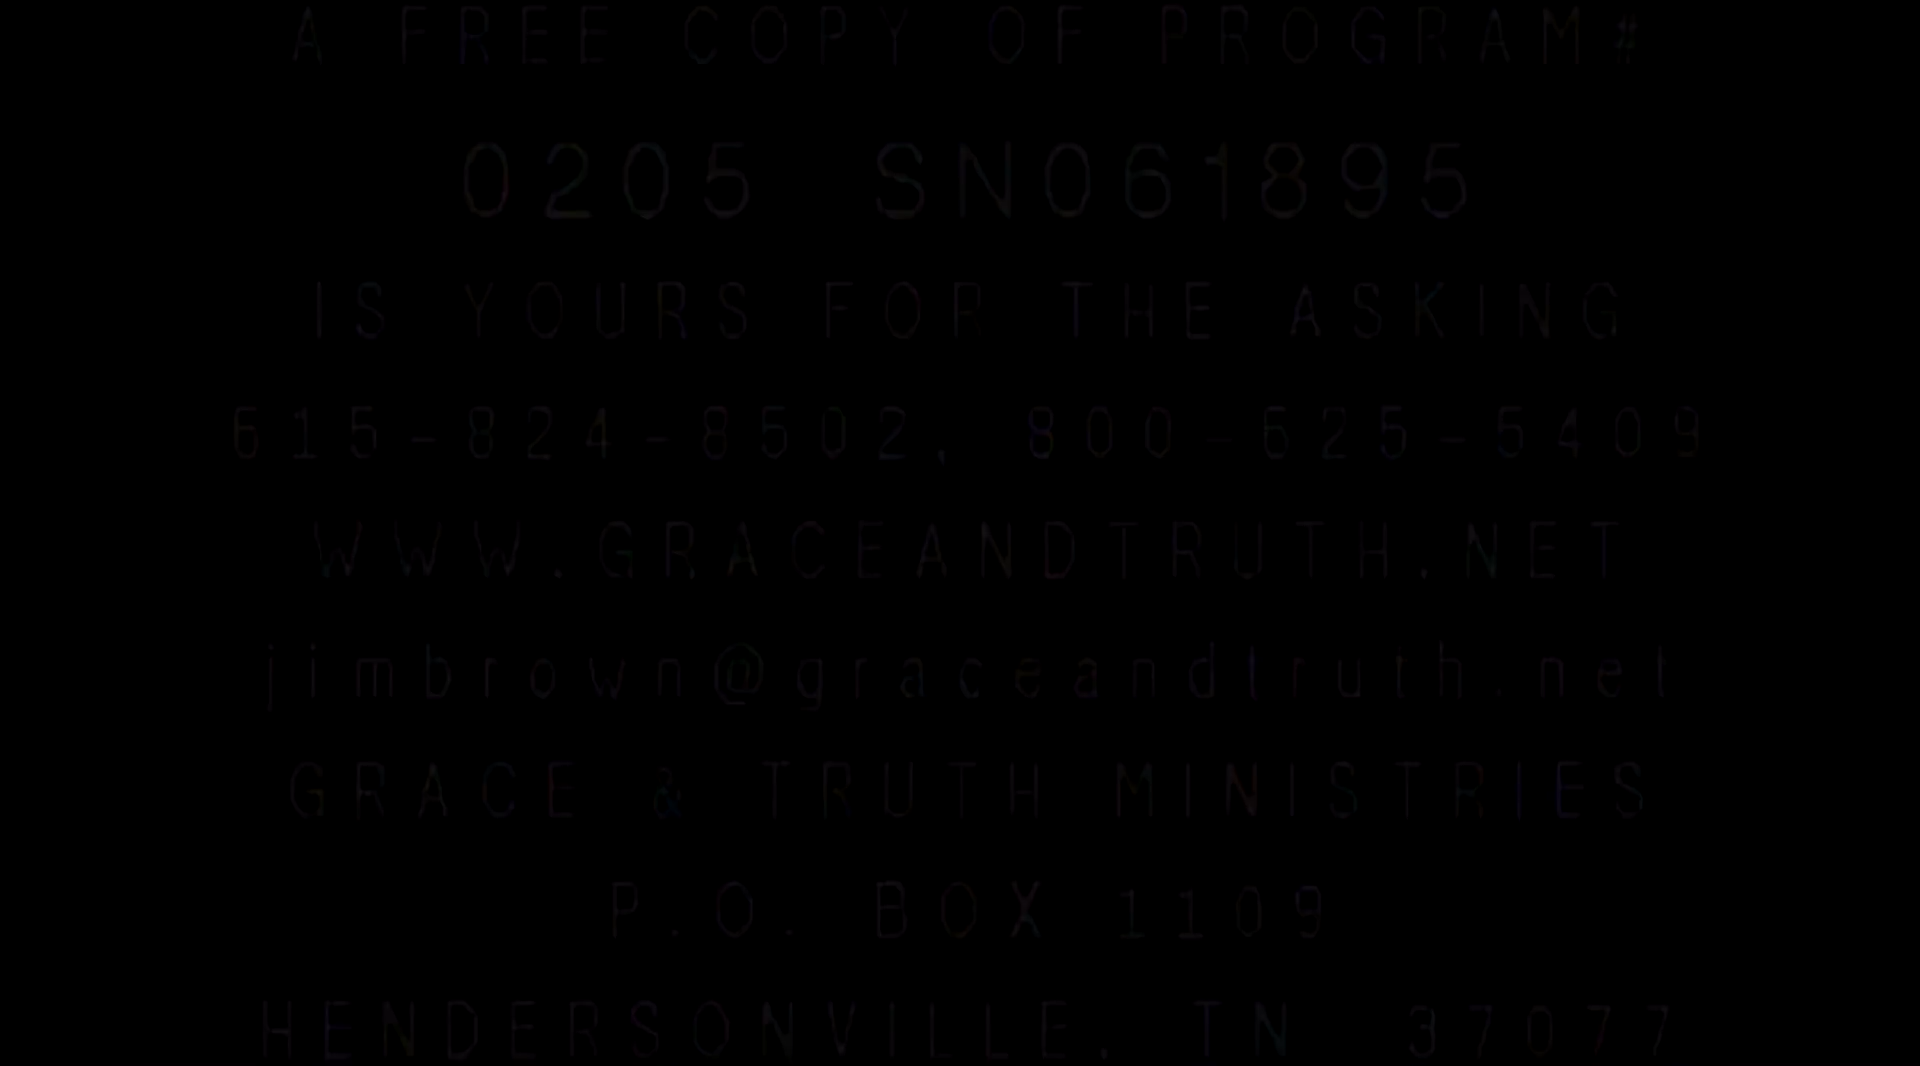 A FREE COPY OF PROGRAM#
0205 SN061895
IS YOURS FOR THE ASKING
615-824-8502, 800-625-5409
WWW.GRACEANDTRUTH.NET
jimbrown@graceandtruth.net
GRACE & TRUTH MINISTRIES
P.O. BOX 1109
HENDERSONVILLE, TN 37077